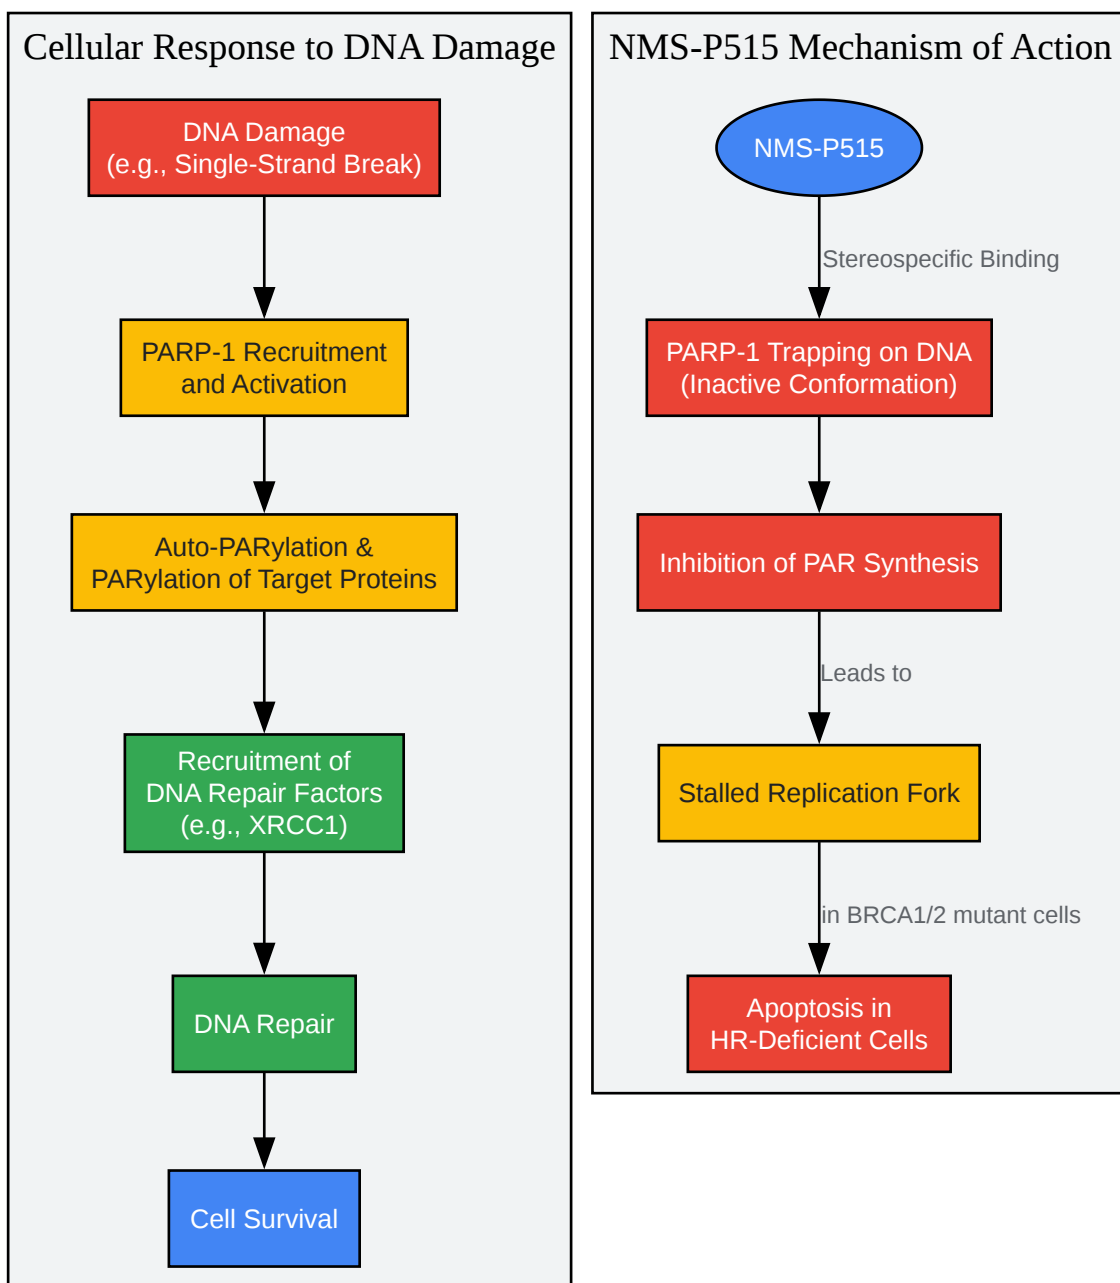 Cellular Response to DNA Damage
DNA Damage
(e.g., Single-Strand Break)
PARP-1 Recruitment
and Activation
Auto-PARylation &
PARylation of Target Proteins
Recruitment of
DNA Repair Factors
(e.g., XRCC1)
DNA Repair
Cell Survival
NMS-P515 Mechanism of Action
NMS-P515
Stereospecific Binding
PARP-1 Trapping on DNA
(Inactive Conformation)
Inhibition of PAR Synthesis
Leads to
Stalled Replication Fork
in BRCA1/2 mutant cells
Apoptosis in
HR-Deficient Cells